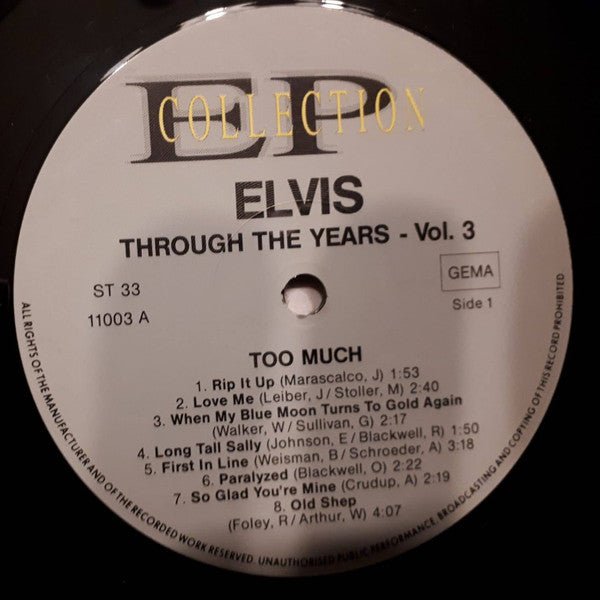 EP
COLLECTION
ELVIS
THROUGH THE YEARS - Vol. 3
ST 33
GEMA
11003 A
Side 1
TOO MUCH
1. Rip It Up (Marascalco, J) 1:53
2. Love Me (Leiber, J / Stoller, M) 2:40
3. When My Blue Moon Turns To Gold Again
(Walker, W / Sullivan, G) 2:17
4. Long Tall Sally (Johnson, E / Blackwell, R) 1:50
5. First In Line (Weisman, B / Schroeder, A) 3:18
6. Paralyzed (Blackwell, O) 2:22
7. So Glad You're Mine (Crudup, A) 2:19
8. Old Shep
(Foley, R / Arthur, W) 4:07
ALL RIGHTS OF THE MANUFACTURER AND OF THE RECORDED WORK RESERVED. UNAUTHORISED PUBLIC PERFORMANCE, BROADCASTING AND COPYING OF THIS RECORD PROHIBITED